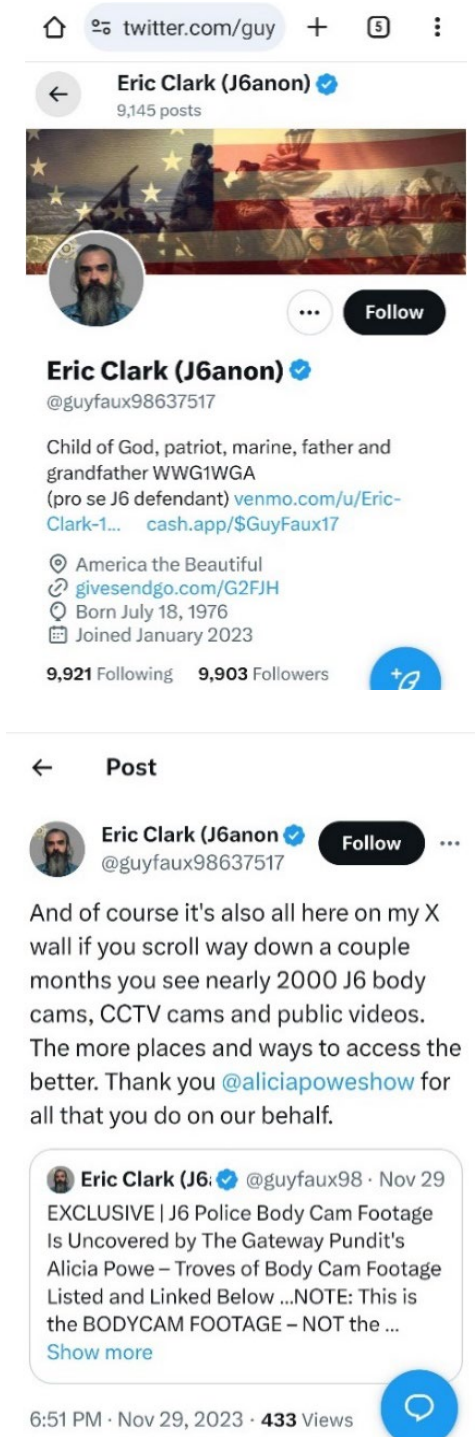 twitter.com/guy
5
Eric Clark (J6anon)
9,145 posts
Follow
Eric Clark (J6anon)
@guyfaux98637517
Child of God, patriot, marine, father and
grandfather WWG1WGA
(pro se J6 defendant) venmo.com/u/Eric-
Clark-1... cash.app/$GuyFaux17
America the Beautiful
givesendgo.com/G2FJH
Born July 18, 1976
Joined January 2023
9,921 Following 9,903 Followers
Post
Eric Clark (J6anon
@guyfaux98637517
Follow
And of course it's also all here on my X
wall if you scroll way down a couple
months you see nearly 2000 J6 body
cams, CCTV cams and public videos.
The more places and ways to access the
better. Thank you @aliciapoweshow for
all that you do on our behalf.
Eric Clark (J6: @guyfaux98 · Nov 29
EXCLUSIVE | J6 Police Body Cam Footage
Is Uncovered by The Gateway Pundit's
Alicia Powe – Troves of Body Cam Footage
Listed and Linked Below ...NOTE: This is
the BODYCAM FOOTAGE – NOT the ...
Show more
6:51 PM · Nov 29, 2023 · 433 Views